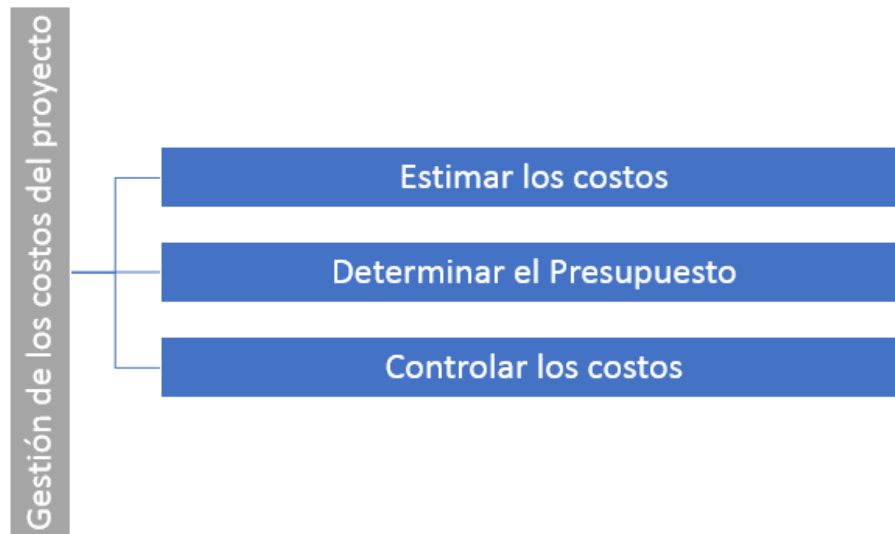 Gestión de los costos del proyecto
Estimar los costos
Determinar el Presupuesto
Controlar los costos